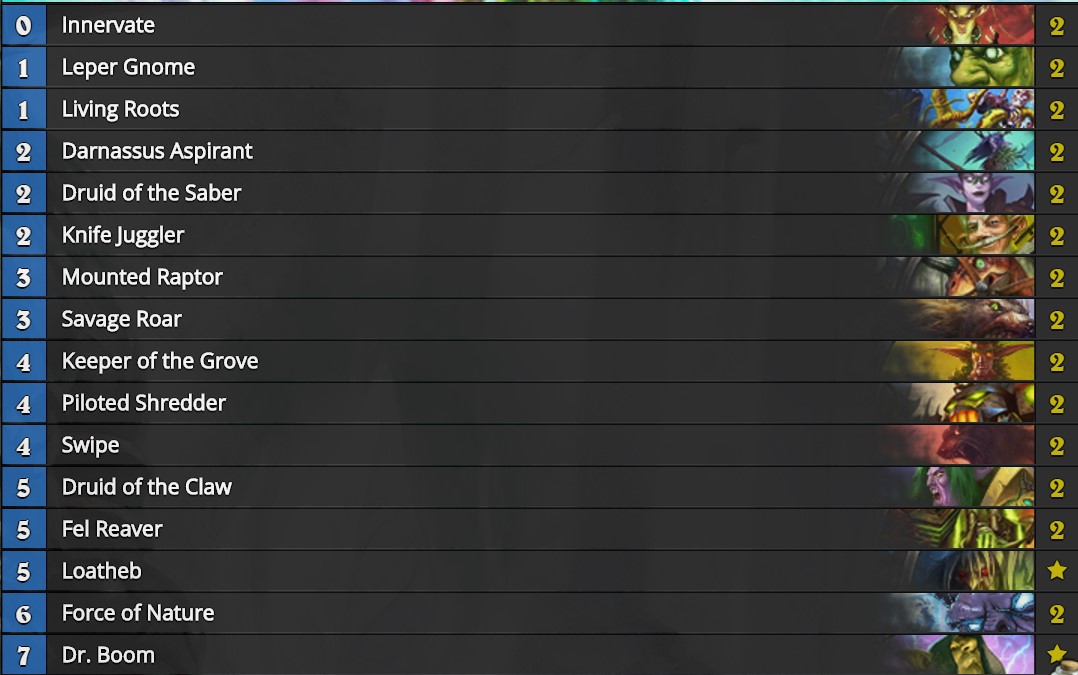 0 Innervate 2
1 Leper Gnome 2
1 Living Roots 2
2 Darnassus Aspirant 2
2 Druid of the Saber 2
2 Knife Juggler 2
3 Mounted Raptor 2
3 Savage Roar 2
4 Keeper of the Grove 2
4 Piloted Shredder 2
4 Swipe 2
5 Druid of the Claw 2
5 Fel Reaver 2
5 Loatheb
6 Force of Nature 2
7 Dr. Boom